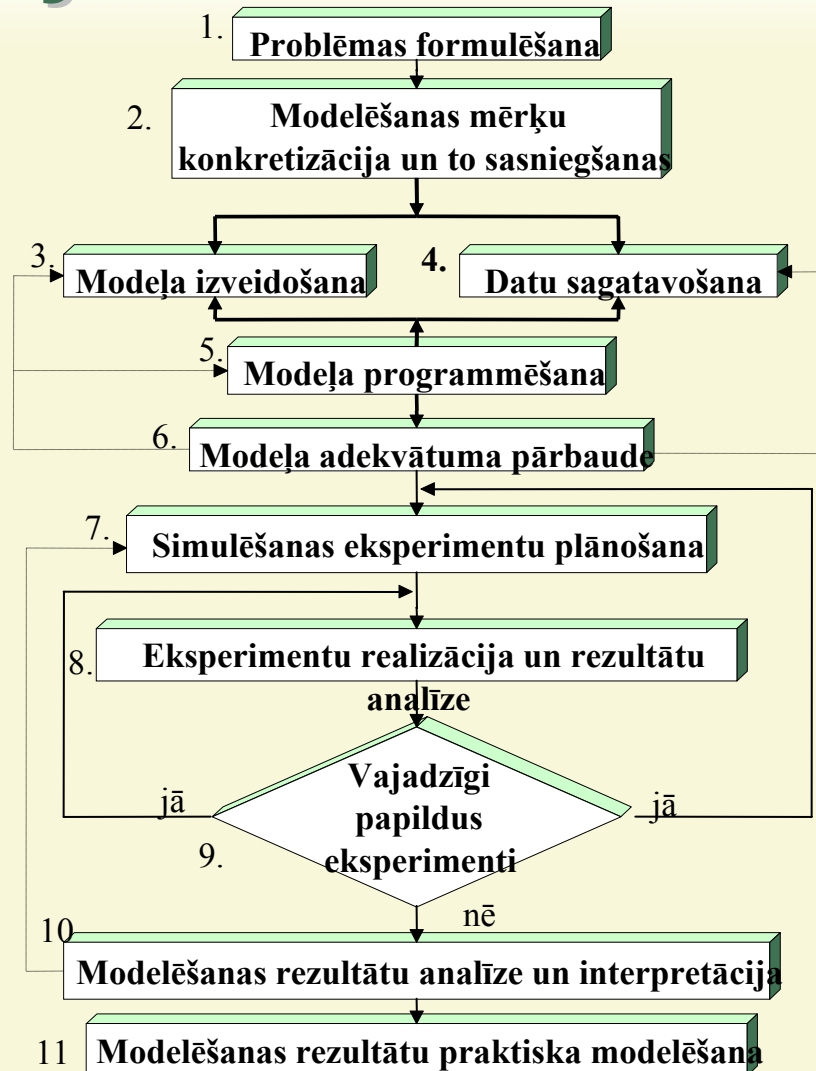 1.
Problēmas formulēšana
2.
Modelēšanas mērķu
konkretizācija un to sasniegšanas
3.
Modeļa izveidošana
4.
Datu sagatavošana
5.
Modeļa programmēšana
6.
Modeļa adekvātuma pārbaude
7.
Simulēšanas eksperimentu plānošana
8.
Eksperimentu realizācija un rezultātu
analīze
jā
Vajadzīgi
papildus
eksperimenti
jā
9.
nē
10
Modelēšanas rezultātu analīze un interpretācija
11
Modelēšanas rezultātu praktiska modelēšana